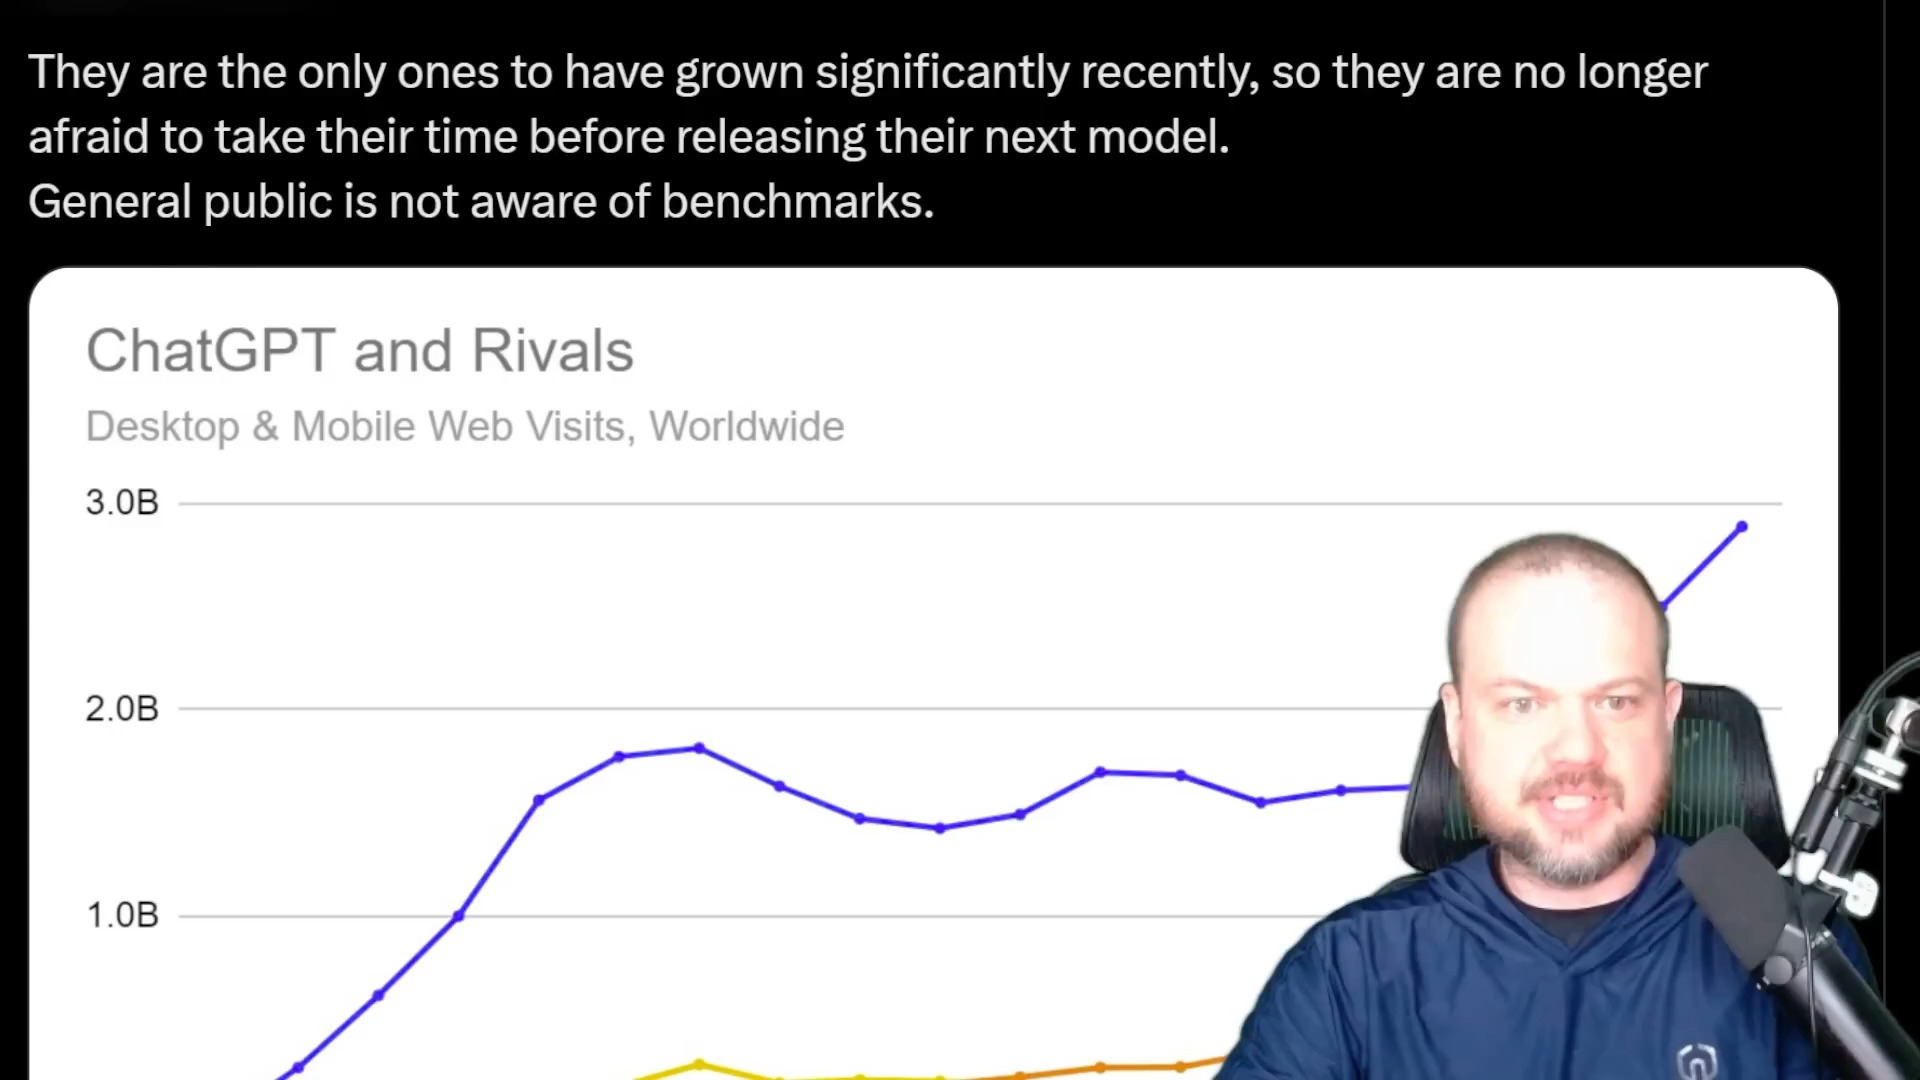 They are the only ones to have grown significantly recently, so they are no longer
afraid to take their time before releasing their next model.
General public is not aware of benchmarks.
ChatGPT and Rivals
Desktop & Mobile Web Visits, Worldwide
3.0B
2.0B
1.0B